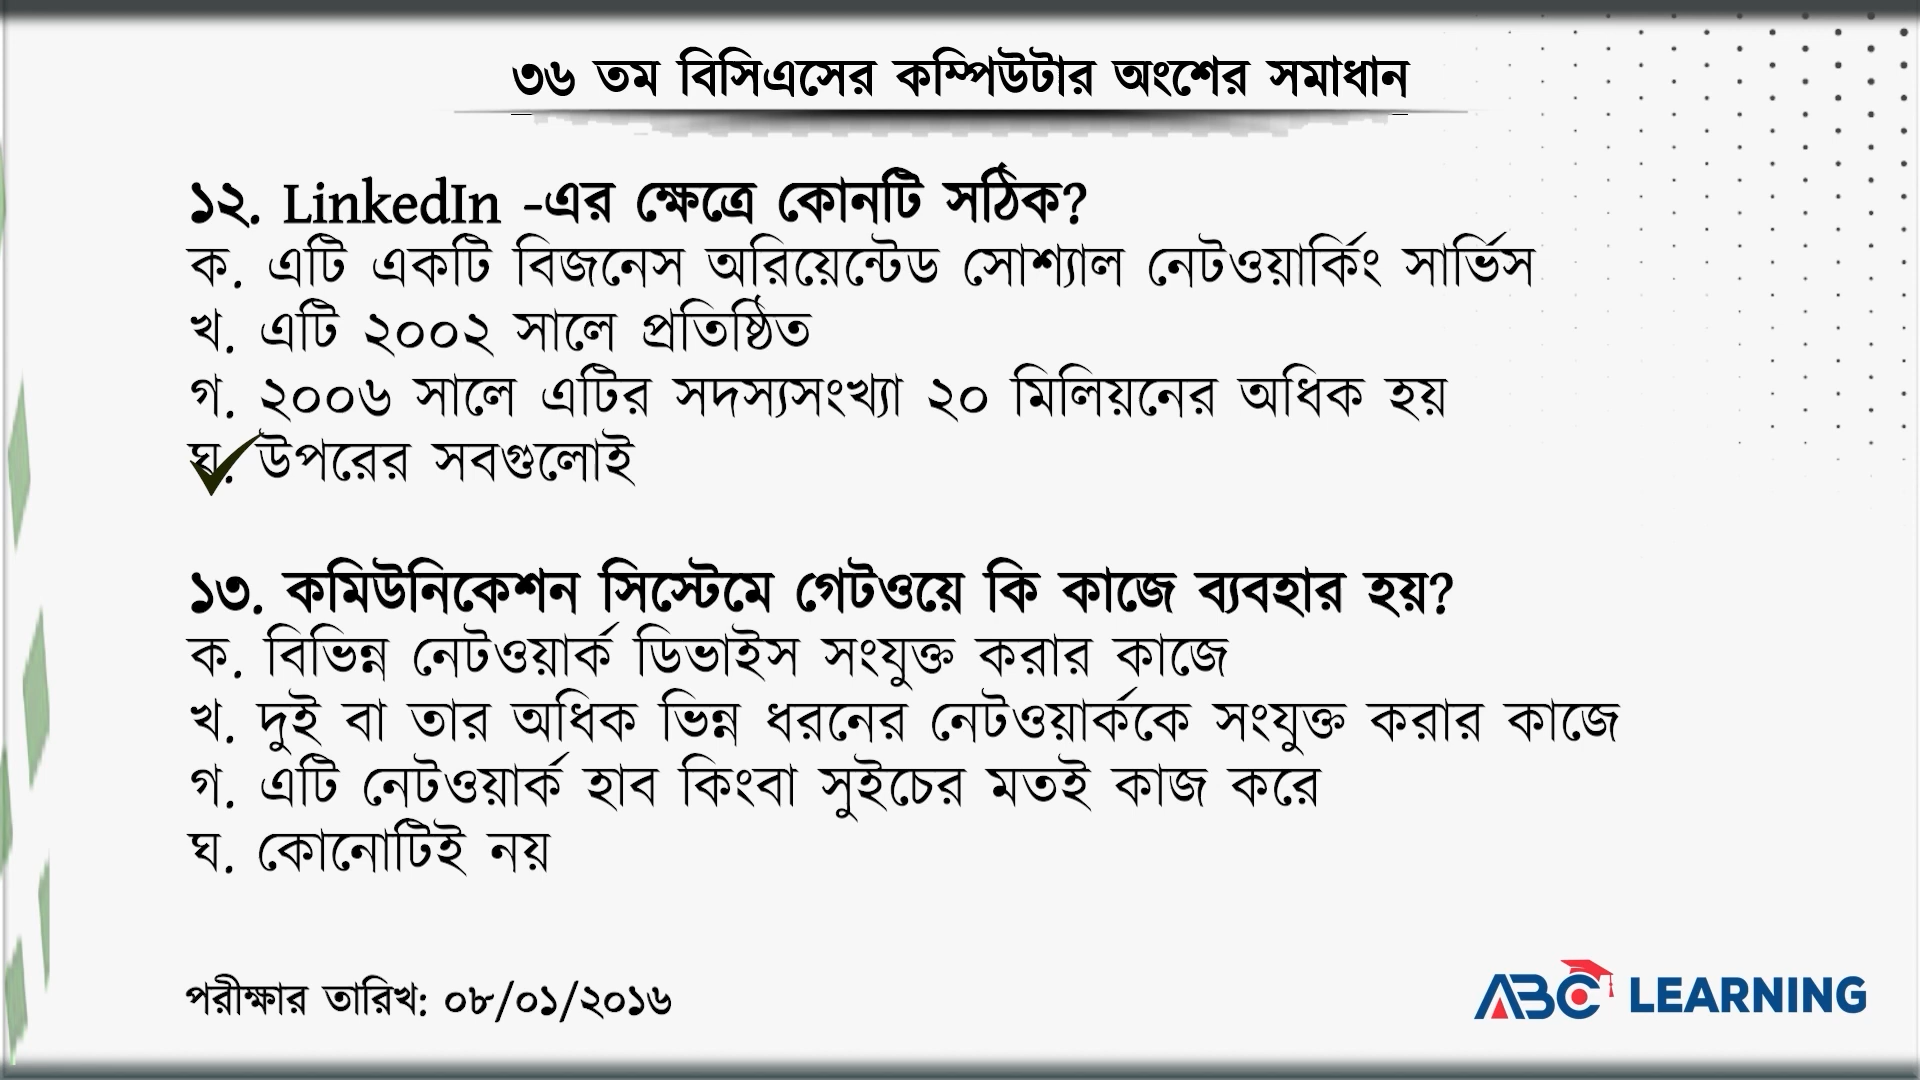 ৩৬ তম বিসিএসের কম্পিউটার অংশের সমাধান
১২. LinkedIn -এর ক্ষেত্রে কোনটি সঠিক?
ক. এটি একটি বিজনেস অরিয়েন্টেড সোশ্যাল নেটওয়ার্কিং সার্ভিস
খ. এটি ২০০২ সালে প্রতিষ্ঠিত
গ. ২০০৬ সালে এটির সদস্যসংখ্যা ২০ মিলিয়নের অধিক হয়
ঘ. উপরের সবগুলোই
১৩. কমিউনিকেশন সিস্টেমে গেটওয়ে কি কাজে ব্যবহার হয়?
ক. বিভিন্ন নেটওয়ার্ক ডিভাইস সংযুক্ত করার কাজে
খ. দুই বা তার অধিক ভিন্ন ধরনের নেটওয়ার্ককে সংযুক্ত করার কাজে
গ. এটি নেটওয়ার্ক হাব কিংবা সুইচের মতই কাজ করে
ঘ. কোনোটিই নয়
পরীক্ষার তারিখ: ০৮/০১/২০১৬
ABC LEARNING